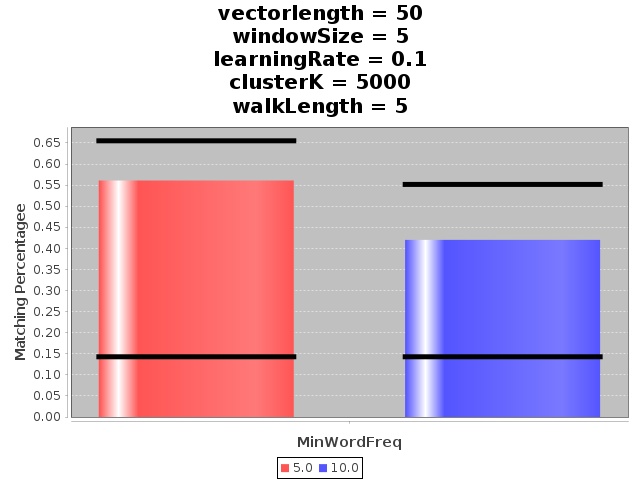 vectorlength = 50
windowSize = 5
learningRate = 0.1
clusterK = 5000
walkLength = 5
0.65
0.60
0.55
0.50
0.45
0.40
0.35
0.30
0.25
0.20
0.15
0.10
0.05
0.00
Matching Percentagee
MinWordFreq
5.0 10.0